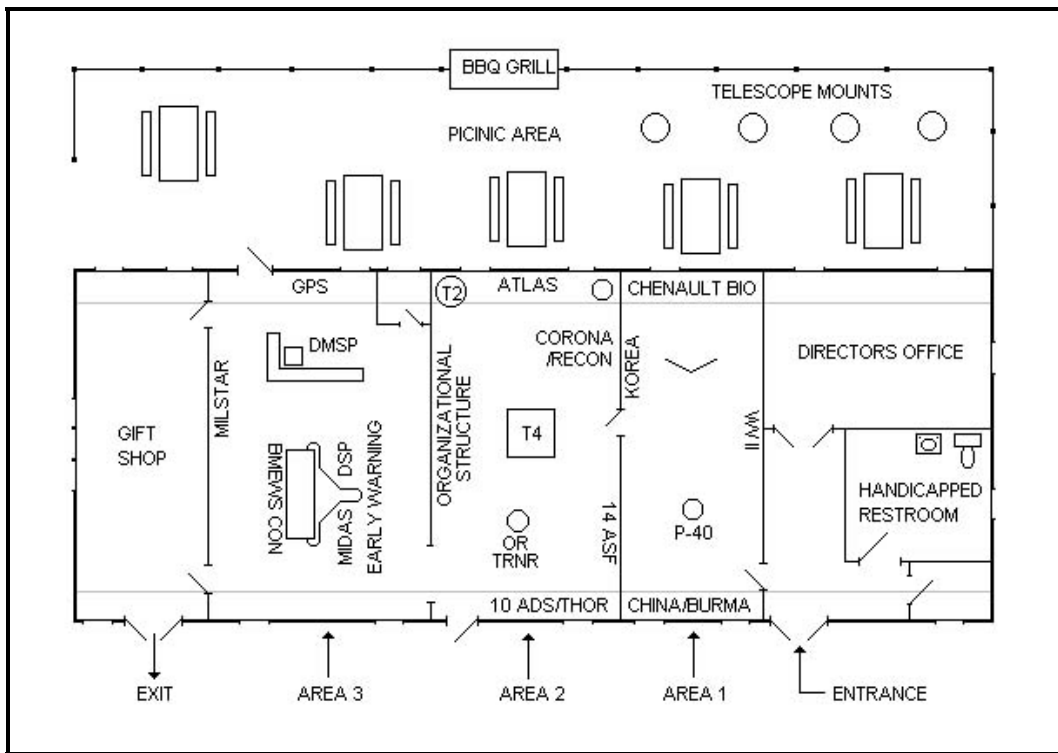 BBQ GRILL
TELESCOPE MOUNTS
PICINIC AREA
GPS
T2
ATLAS
CHENAULT BIO
DMSP
CORONA
/RECON
KOREA
DIRECTORS OFFICE
MILSTAR
ORGANIZATIONAL
STRUCTURE
T4
WW II
GIFT
SHOP
BMEWS CON
MIDAS DSP
EARLY WARNING
HANDICAPPED
RESTROOM
OR
TRNR
14 ASF
P-40
10 ADS/THOR
CHINA/BURMA
EXIT
AREA 3
AREA 2
AREA 1
ENTRANCE